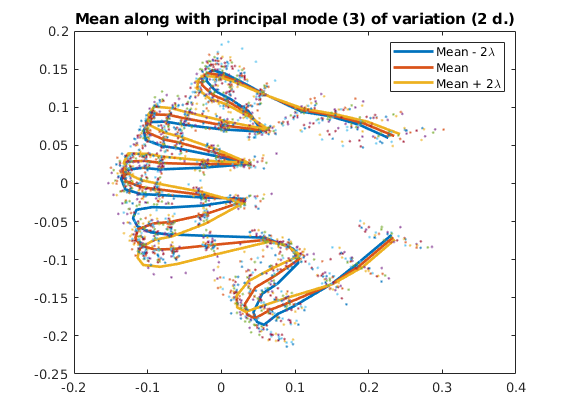 Mean along with principal mode (3) of variation (2 d.)
Mean - 2λ
Mean
Mean + 2λ
0.2
0.15
0.1
0.05
0
-0.05
-0.1
-0.15
-0.2
-0.25
-0.2 -0.1 0 0.1 0.2 0.3 0.4